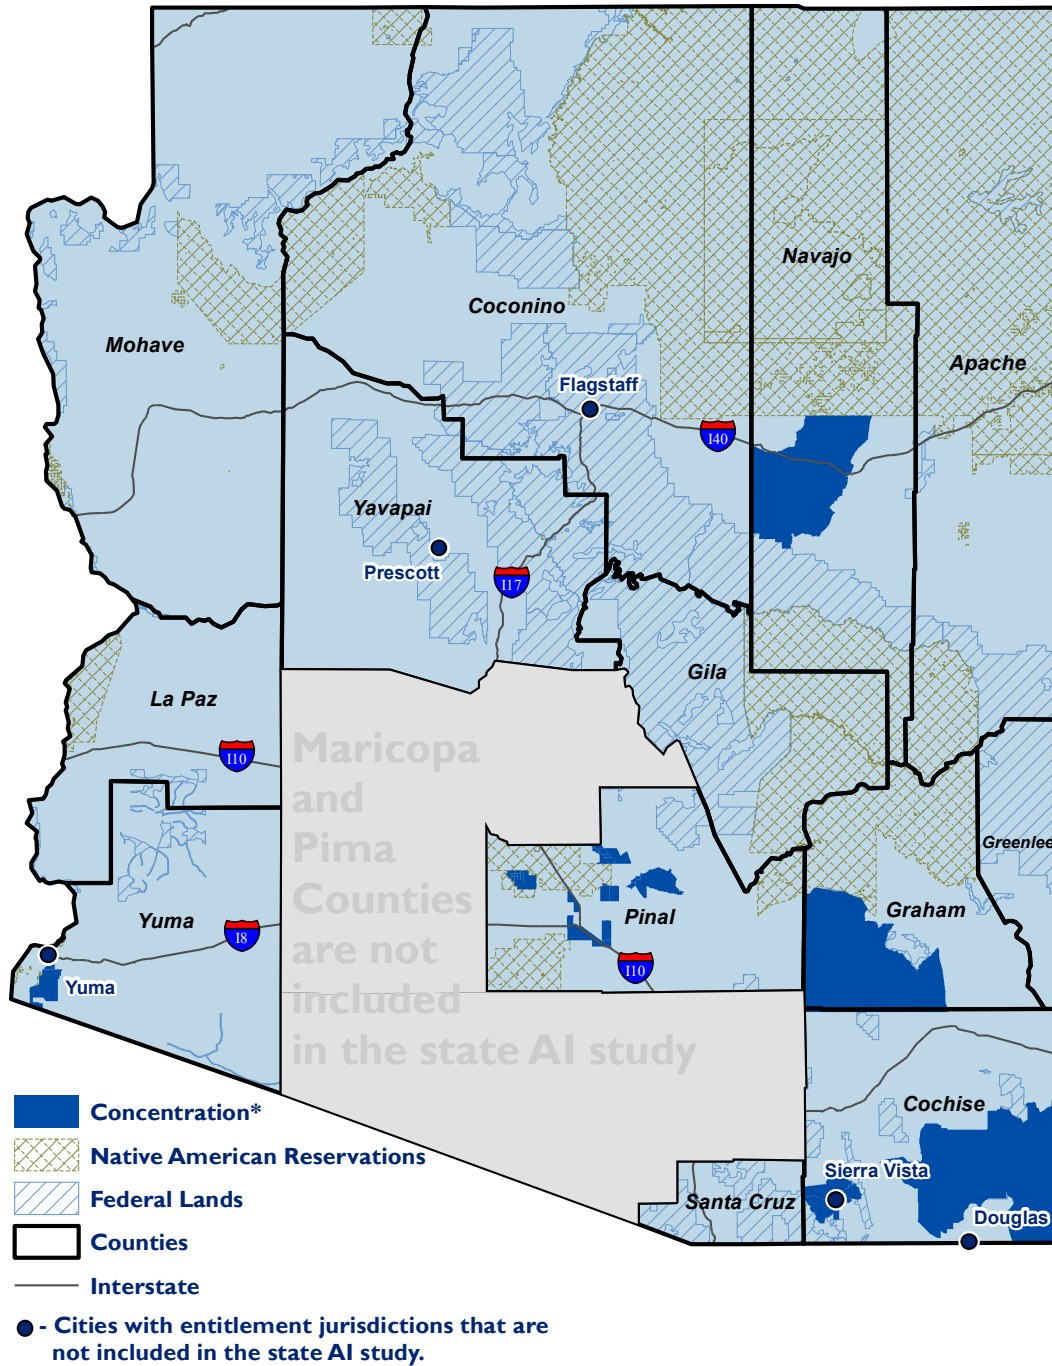 Navajo
Coconino
Mohave
Apache
Flagstaff
I40
Yavapai
Prescott
I17
Gila
La Paz
I10
Maricopa
and
Pima
Counties
are not
included
in the state AI study
Greenlee
Graham
Pinal
Yuma
I8
I10
Yuma
Cochise
Sierra Vista
Santa Cruz
Douglas
Concentration*
Native American Reservations
Federal Lands
Counties
Interstate
- Cities with entitlement jurisdictions that are
not included in the state AI study.